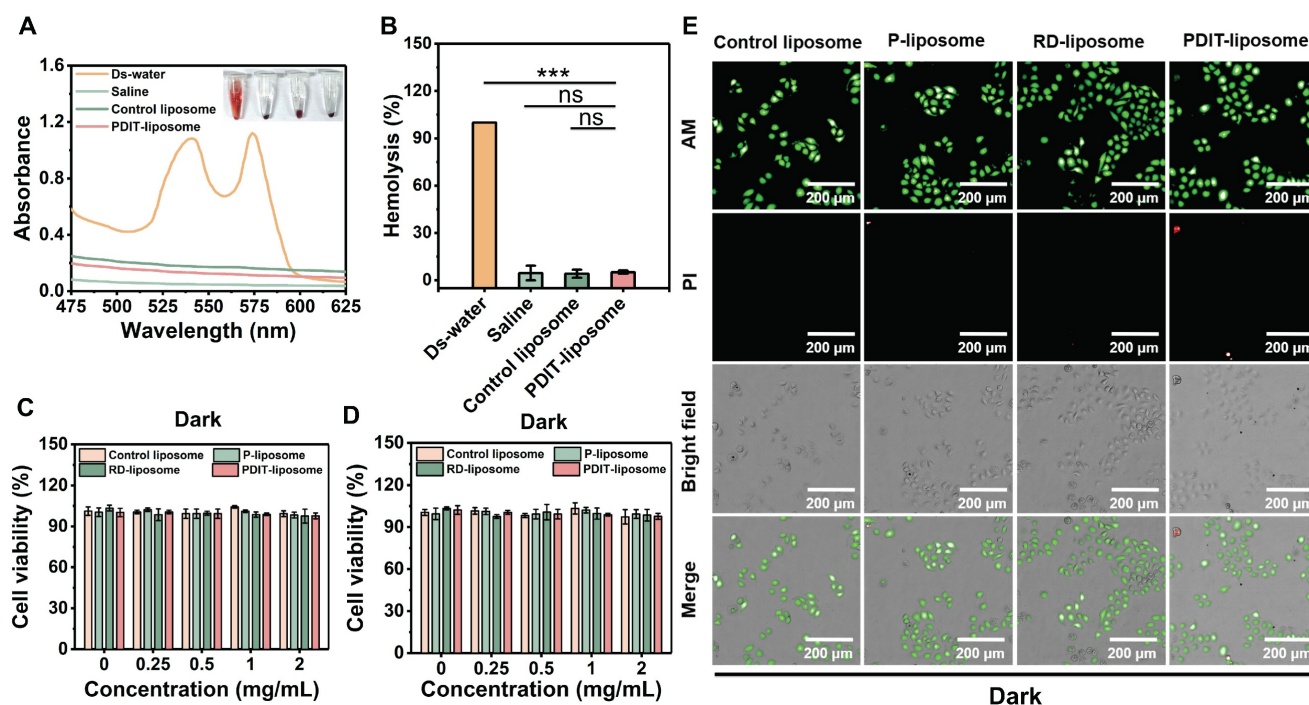 A
Absorbance
1.6
1.2
0.8
0.4
0.0
Ds-water
Saline
Control liposome
PDIT-liposome
475 500 525 550 575 600 625
Wavelength (nm)
B
Hemolysis (%)
150
120
90
60
30
0
***
ns
ns
Ds-water
Saline
Control liposome
PDIT-liposome
C
Dark
Cell viability (%)
150
120
90
60
30
0
Control liposome P-liposome
RD-liposome PDIT-liposome
0 0.25 0.5 1 2
Concentration (mg/mL)
D
Dark
Cell viability (%)
150
120
90
60
30
0
Control liposome P-liposome
RD-liposome PDIT-liposome
0 0.25 0.5 1 2
Concentration (mg/mL)
E
Control liposome P-liposome RD-liposome PDIT-liposome
AM
200 µm 200 µm 200 µm 200 µm
PI
200 µm 200 µm 200 µm 200 µm
Bright field
200 µm 200 µm 200 µm 200 µm
Merge
200 µm 200 µm 200 µm 200 µm
Dark